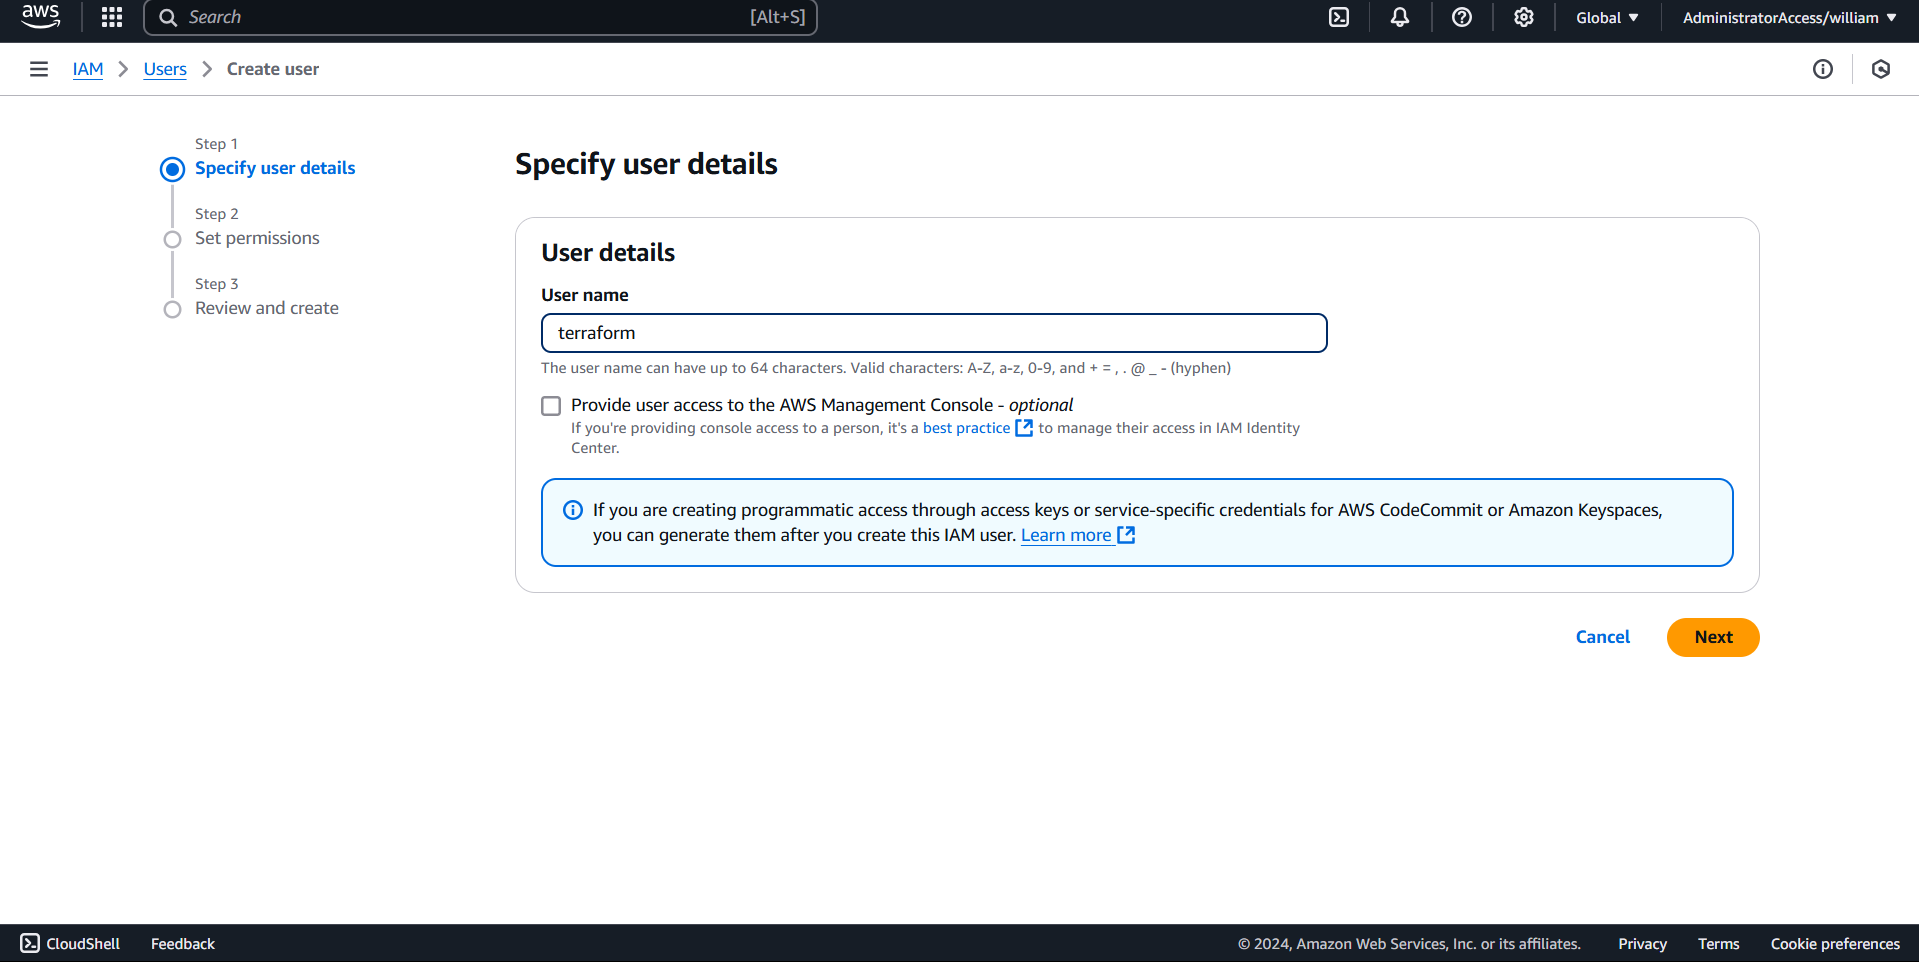 aws
Search
[Alt+S]
Global
AdministratorAccess/william
IAM
Users
Create user
Step 1
Specify user details
Step 2
Set permissions
Step 3
Review and create
Specify user details
User details
User name
terraform
The user name can have up to 64 characters. Valid characters: A-Z, a-z, 0-9, and + = , . @ _ - (hyphen)
Provide user access to the AWS Management Console - optional
If you're providing console access to a person, it's a best practice to manage their access in IAM Identity
Center.
If you are creating programmatic access through access keys or service-specific credentials for AWS CodeCommit or Amazon Keyspaces,
you can generate them after you create this IAM user. Learn more
Cancel
Next
CloudShell
Feedback
© 2024, Amazon Web Services, Inc. or its affiliates.
Privacy
Terms
Cookie preferences